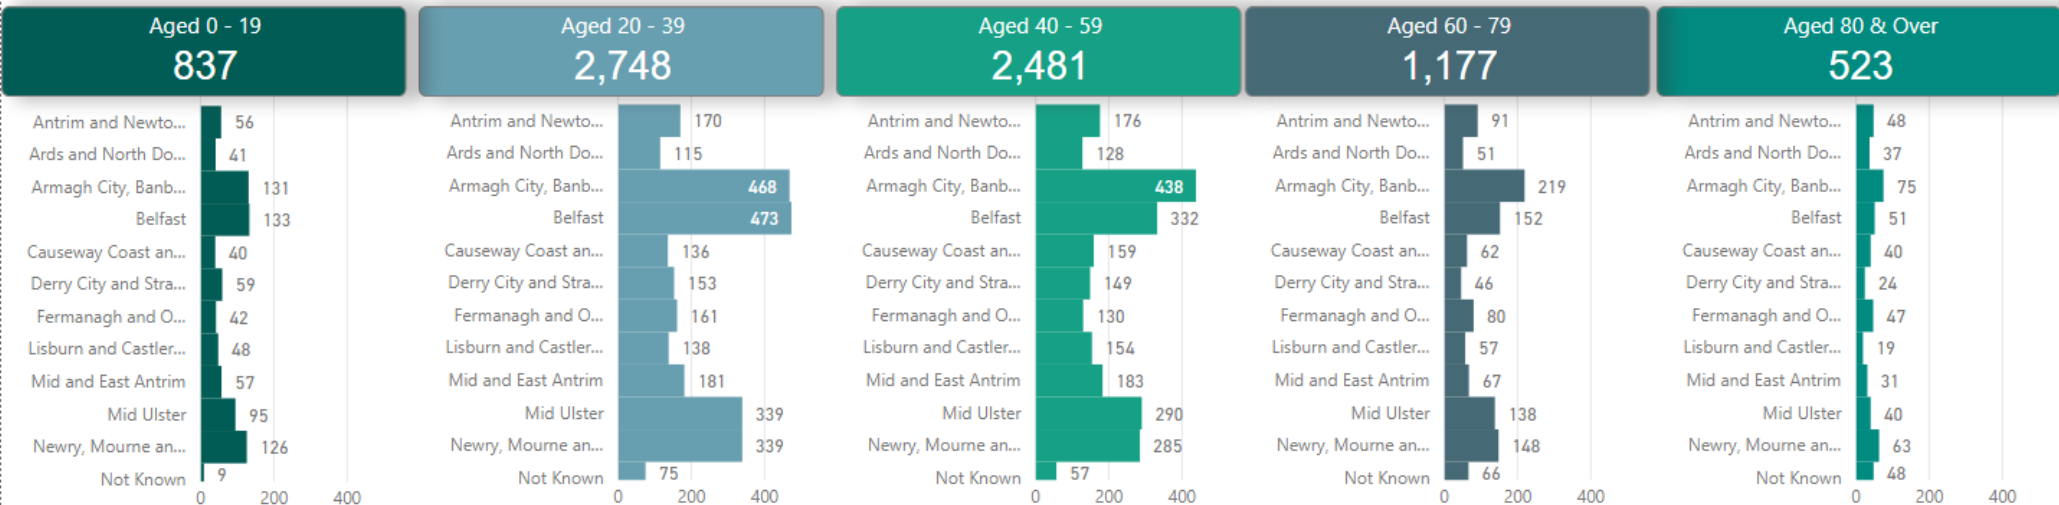 Aged 0 - 19
837
Antrim and Newto... 56
Ards and North Do... 41
Armagh City, Banb... 131
Belfast 133
Causeway Coast an... 40
Derry City and Stra... 59
Fermanagh and O... 42
Lisburn and Castler... 48
Mid and East Antrim 57
Mid Ulster 95
Newry, Mourne an... 126
Not Known 9
0 200 400
Aged 20 - 39
2,748
Antrim and Newto... 170
Ards and North Do... 115
Armagh City, Banb... 468
Belfast 473
Causeway Coast an... 136
Derry City and Stra... 153
Fermanagh and O... 161
Lisburn and Castler... 138
Mid and East Antrim 181
Mid Ulster 339
Newry, Mourne an... 339
Not Known 75
0 200 400
Aged 40 - 59
2,481
Antrim and Newto... 176
Ards and North Do... 128
Armagh City, Banb... 438
Belfast 332
Causeway Coast an... 159
Derry City and Stra... 149
Fermanagh and O... 130
Lisburn and Castler... 154
Mid and East Antrim 183
Mid Ulster 290
Newry, Mourne an... 285
Not Known 57
0 200 400
Aged 60 - 79
1,177
Antrim and Newto... 91
Ards and North Do... 51
Armagh City, Banb... 219
Belfast 152
Causeway Coast an... 62
Derry City and Stra... 46
Fermanagh and O... 80
Lisburn and Castler... 57
Mid and East Antrim 67
Mid Ulster 138
Newry, Mourne an... 148
Not Known 66
0 200 400
Aged 80 & Over
523
Antrim and Newto... 48
Ards and North Do... 37
Armagh City, Banb... 75
Belfast 51
Causeway Coast an... 40
Derry City and Stra... 24
Fermanagh and O... 47
Lisburn and Castler... 19
Mid and East Antrim 31
Mid Ulster 40
Newry, Mourne an... 63
Not Known 48
0 200 400